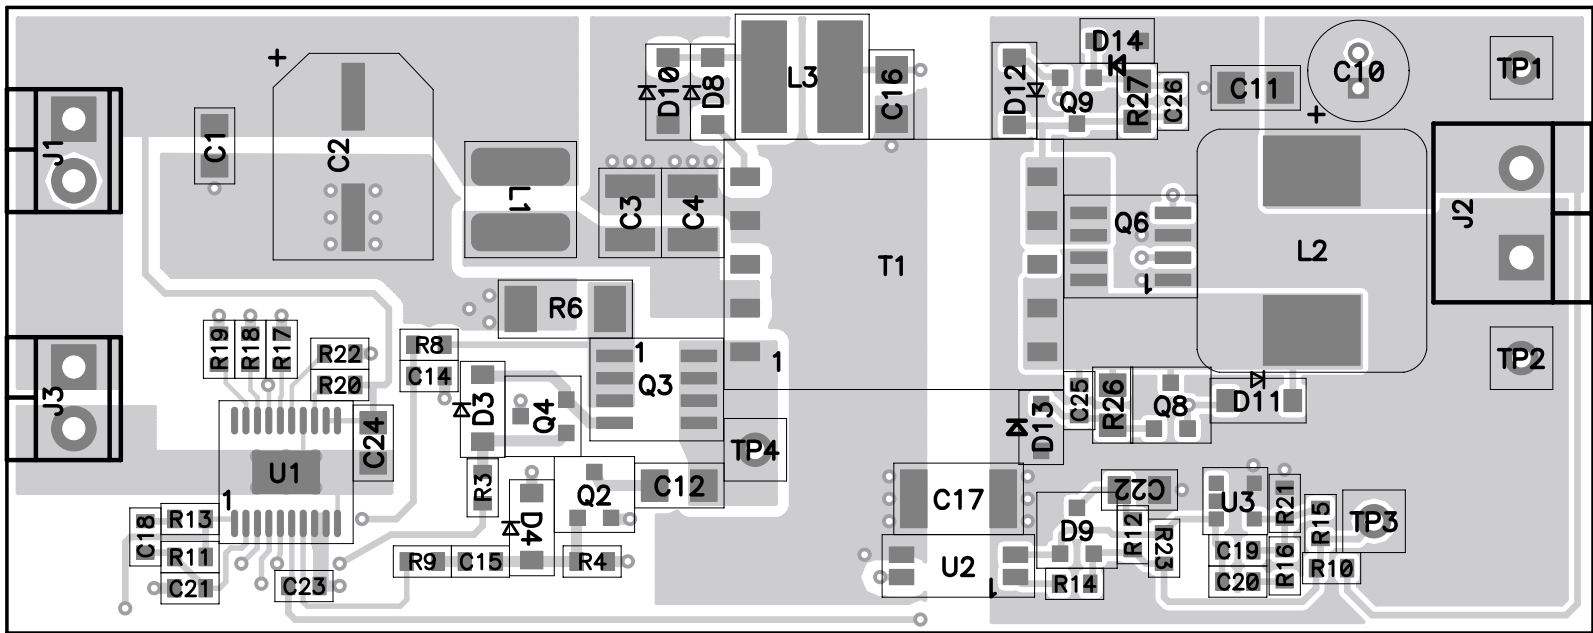 +
C1
C2
J1
D10
D8
L3
C16
D12
Q9
D14
R27
C26
C11
C10
+
TP1
L1
C3
C4
T1
Q6
1
L2
J2
R6
1
TP2
R19
R18
R17
R22
R20
R8
C14
J3
D3
Q4
1
Q3
TP4
D13
C25
R26
Q8
D11
U1
1
C24
R3
D4
Q2
C12
C17
C22
D9
R12
R23
U3
R21
R15
TP3
C18
R13
R11
C21
C23
R9
C15
R4
U2
1
R14
C19
C20
R16
R10